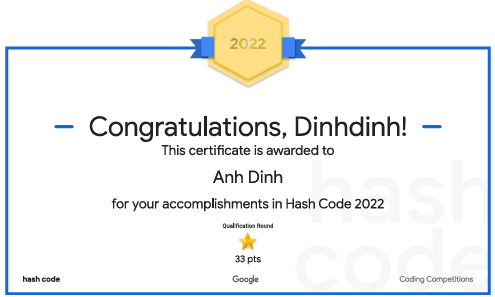 2022
Congratulations, Dinhdinh!
This certificate is awarded to
Anh Dinh
for your accomplishments in Hash Code 2022
Qualification Round
33 pts
hash code
hash code Google Coding Competitions